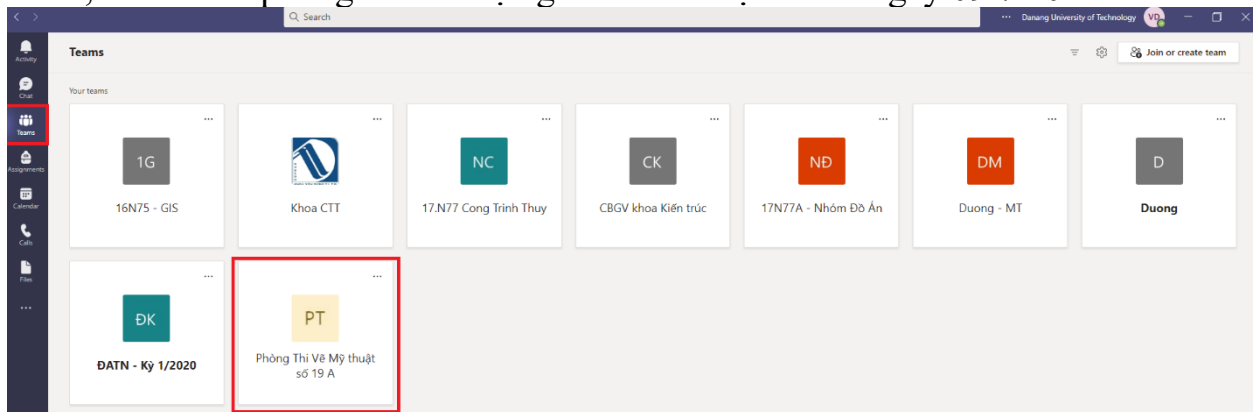 Search
Danang University of Technology
VD
Activity
Teams
Join or create team
Chat
Your teams
Teams
1G
NC
CK
NĐ
DM
D
Assignments
16N75 - GIS
Khoa CTT
17.N77 Cong Trinh Thuy
CBGV khoa Kiến trúc
17N77A - Nhóm Đồ Án
Duong - MT
Duong
Calendar
Calls
Files
ĐK
PT
ĐATN - Kỳ 1/2020
Phòng Thi Vẽ Mỹ thuật
số 19 A